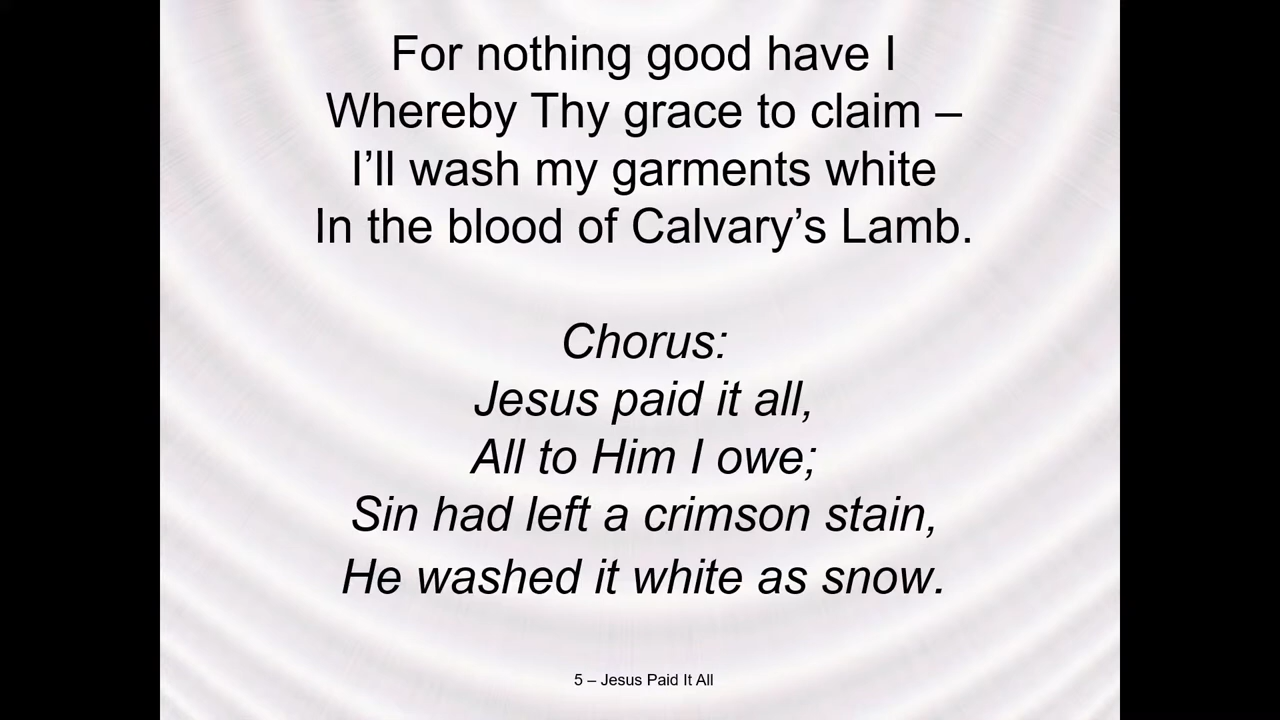 For nothing good have I
Whereby Thy grace to claim –
I’ll wash my garments white
In the blood of Calvary’s Lamb.
Chorus:
Jesus paid it all,
All to Him I owe;
Sin had left a crimson stain,
He washed it white as snow.
5 – Jesus Paid It All